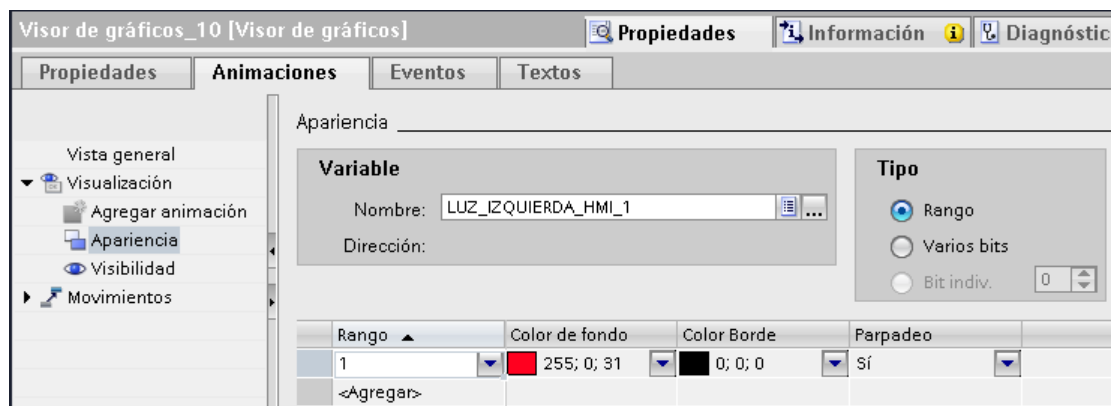 Visor de gráficos_10 [Visor de gráficos]
Propiedades
Información
Diagnóstic
Propiedades
Animaciones
Eventos
Textos
Vista general
Visualización
Agregar animación
Apariencia
Visibilidad
Movimientos
Apariencia
Variable
Nombre: LUZ_IZQUIERDA_HMI_1
...
Dirección:
Tipo
Rango
Varios bits
Bit indiv. 0
Rango Color de fondo Color Borde Parpadeo
1 255; 0; 31 0; 0; 0 Sí
<Agregar>